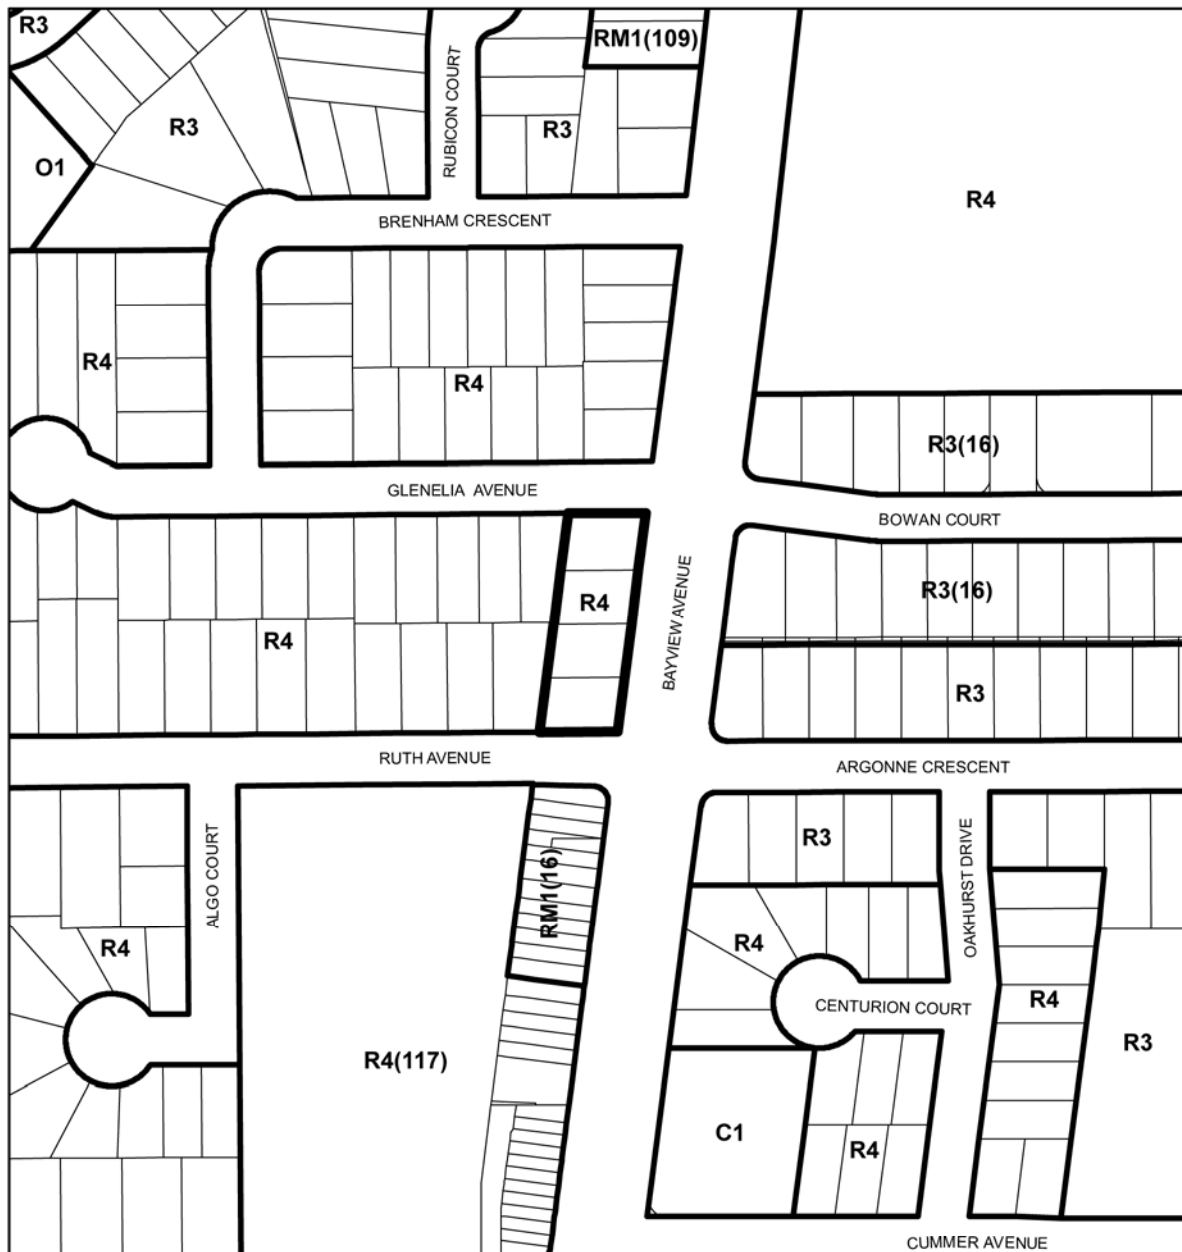 R3
RM1(109)
RUBICON COURT
R3
R3
O1
R4
BRENHAM CRESCENT
R4
R4
R3(16)
GLENELIA AVENUE
BOWAN COURT
R3(16)
R4
BAYVIEW AVENUE
R4
R3
RUTH AVENUE
ARGONNE CRESCENT
ALGO COURT
RM1(16)
R3
OAKHURST DRIVE
R4
R4
R4
CENTURION COURT
R3
R4(117)
C1
R4
CUMMER AVENUE